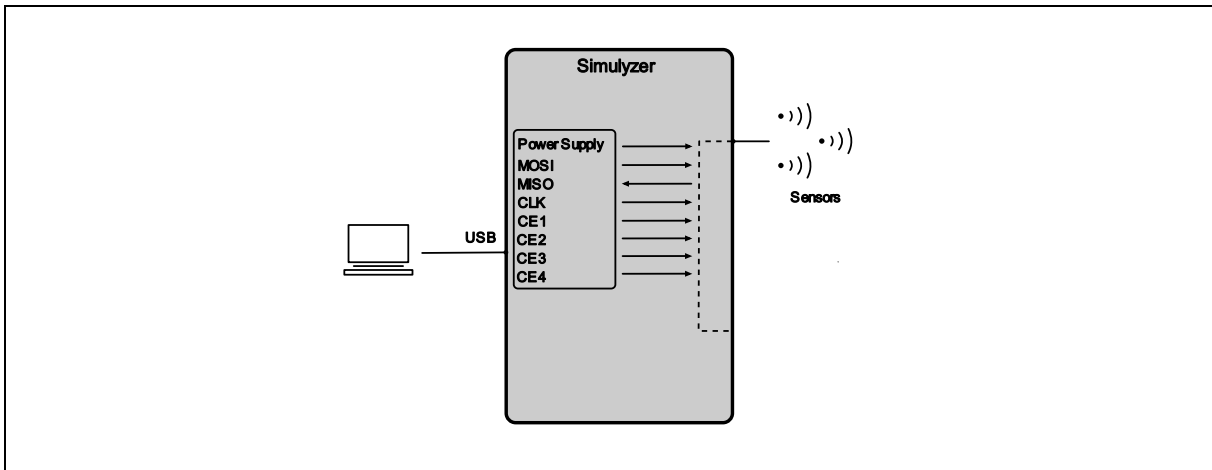 Simulyzer
Power Supply
MOSI
MISO
CLK
CE1
CE2
CE3
CE4
USB
Sensors